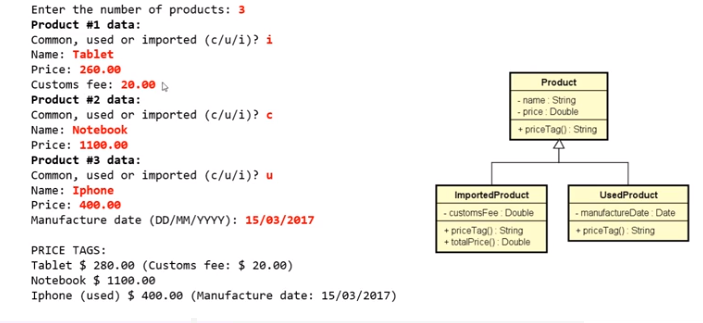 Enter the number of products: 3
Product #1 data:
Common, used or imported (c/u/i)? i
Name: Tablet
Price: 260.00
Customs fee: 20.00
Product #2 data:
Common, used or imported (c/u/i)? c
Name: Notebook
Price: 1100.00
Product #3 data:
Common, used or imported (c/u/i)? u
Name: Iphone
Price: 400.00
Manufacture date (DD/MM/YYYY): 15/03/2017
PRICE TAGS:
Tablet $ 280.00 (Customs fee: $ 20.00)
Notebook $ 1100.00
Iphone (used) $ 400.00 (Manufacture date: 15/03/2017)
Product
- name : String
- price : Double
+ priceTag() : String
ImportedProduct
- customsFee : Double
+ priceTag() : String
+ totalPrice() : Double
UsedProduct
- manufactureDate : Date
+ priceTag() : String